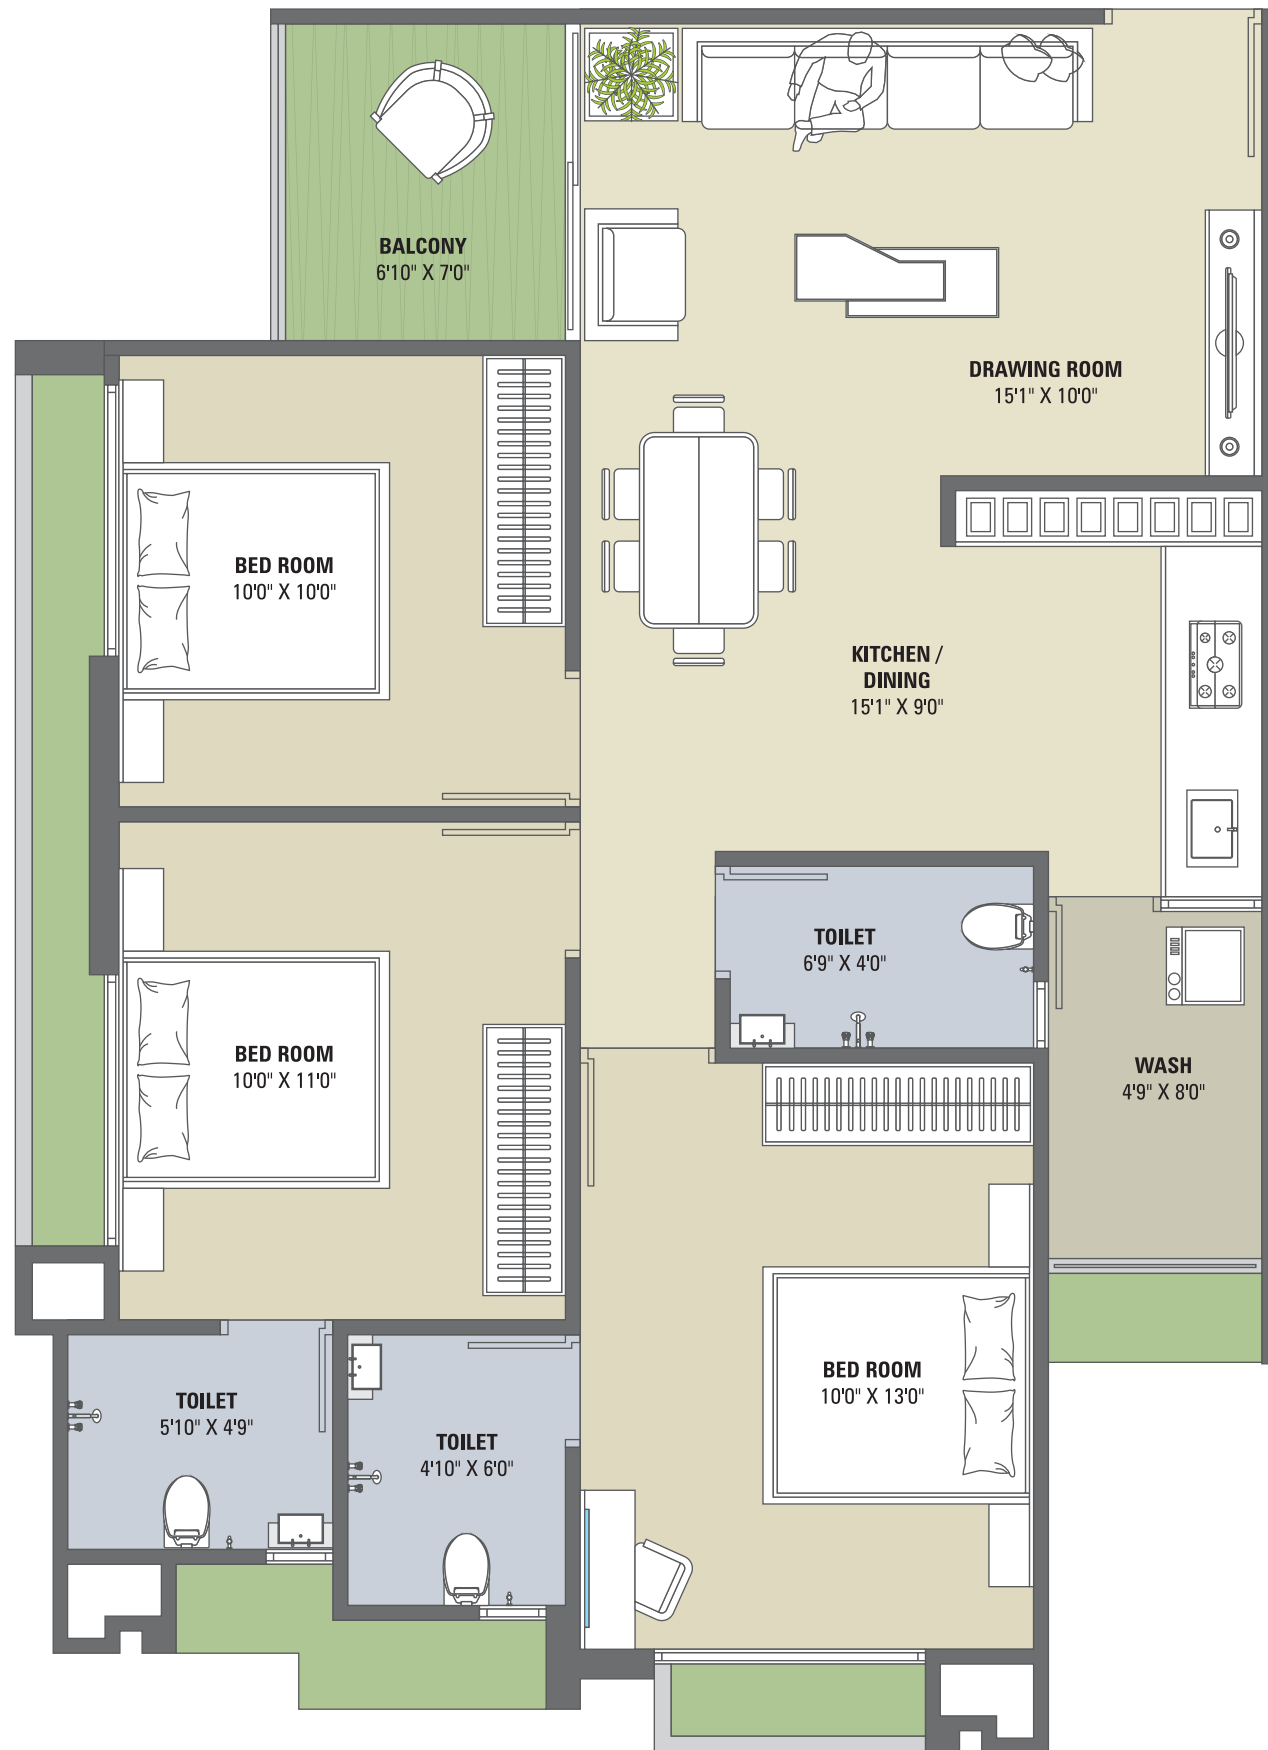 BALCONY
6'10" X 7'0"
DRAWING ROOM
15'1" X 10'0"
BED ROOM
10'0" X 10'0"
KITCHEN /
DINING
15'1" X 9'0"
TOILET
6'9" X 4'0"
BED ROOM
10'0" X 11'0"
WASH
4'9" X 8'0"
BED ROOM
10'0" X 13'0"
TOILET
5'10" X 4'9"
TOILET
4'10" X 6'0"